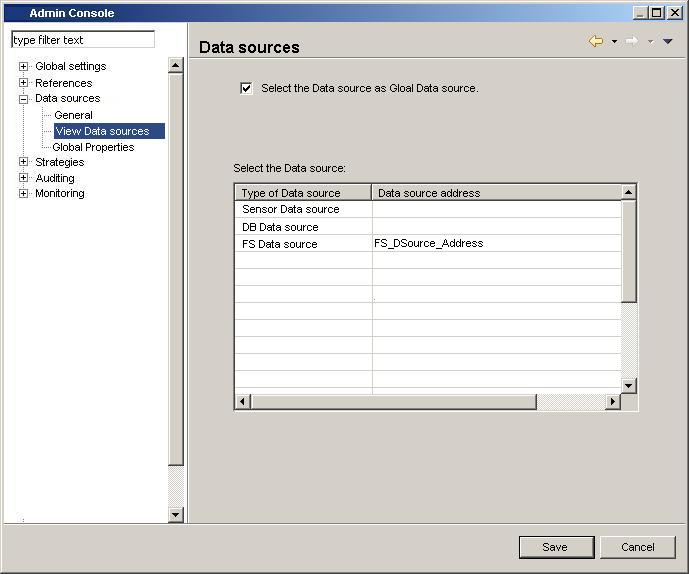 Admin Console
type filter text
Data sources
Global settings
References
Data sources
General
View Data sources
Global Properties
Strategies
Auditing
Monitoring
Select the Data source as Gloal Data source.
Select the Data source:
Type of Data source Data source address
Sensor Data source
DB Data source
FS Data source FS_DSource_Address
Save Cancel